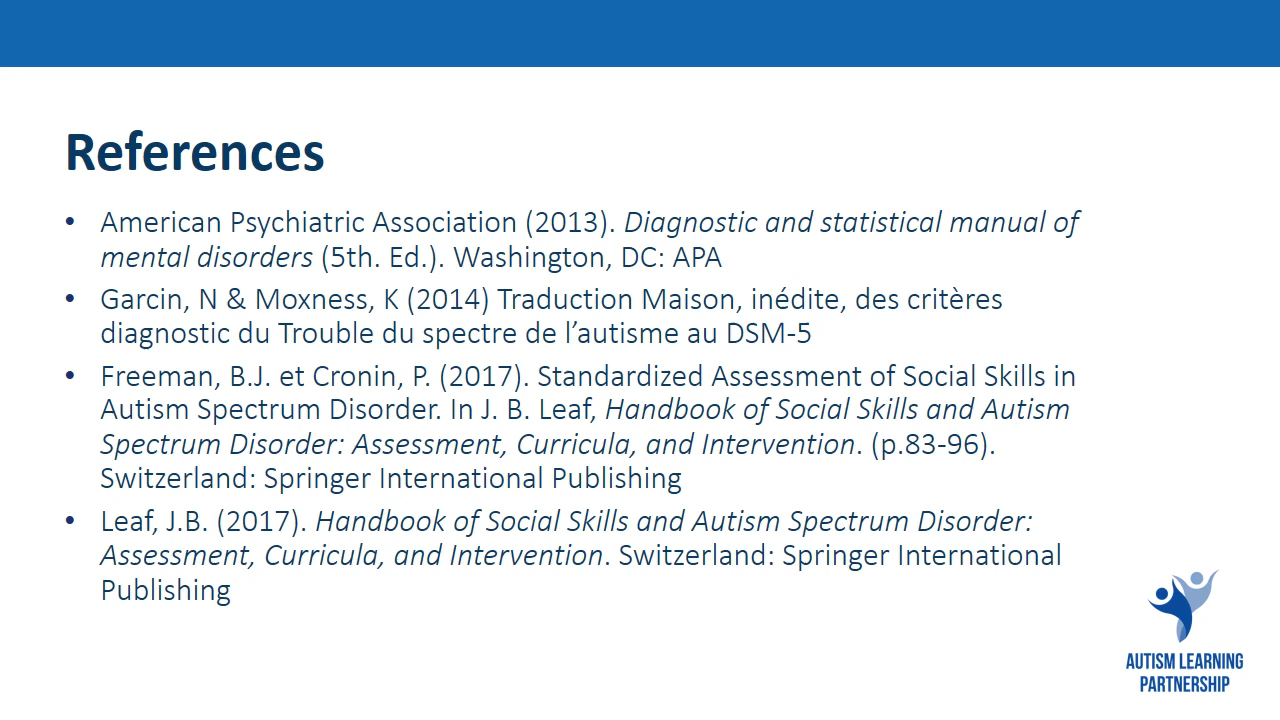 References
• American Psychiatric Association (2013). Diagnostic and statistical manual of
mental disorders (5th. Ed.). Washington, DC: APA
• Garcin, N & Moxness, K (2014) Traduction Maison, inédite, des critères
diagnostic du Trouble du spectre de l’autisme au DSM-5
• Freeman, B.J. et Cronin, P. (2017). Standardized Assessment of Social Skills in
Autism Spectrum Disorder. In J. B. Leaf, Handbook of Social Skills and Autism
Spectrum Disorder: Assessment, Curricula, and Intervention. (p.83-96).
Switzerland: Springer International Publishing
• Leaf, J.B. (2017). Handbook of Social Skills and Autism Spectrum Disorder:
Assessment, Curricula, and Intervention. Switzerland: Springer International
Publishing
AUTISM LEARNING
PARTNERSHIP